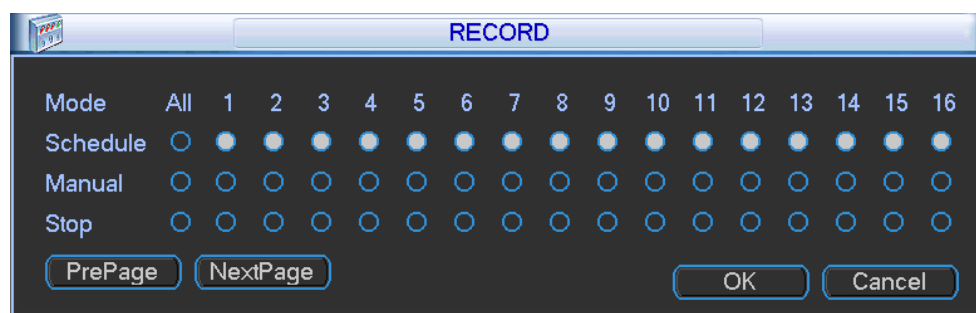 RECORD
Mode All 1 2 3 4 5 6 7 8 9 10 11 12 13 14 15 16
Schedule
Manual
Stop
PrePage NextPage OK Cancel